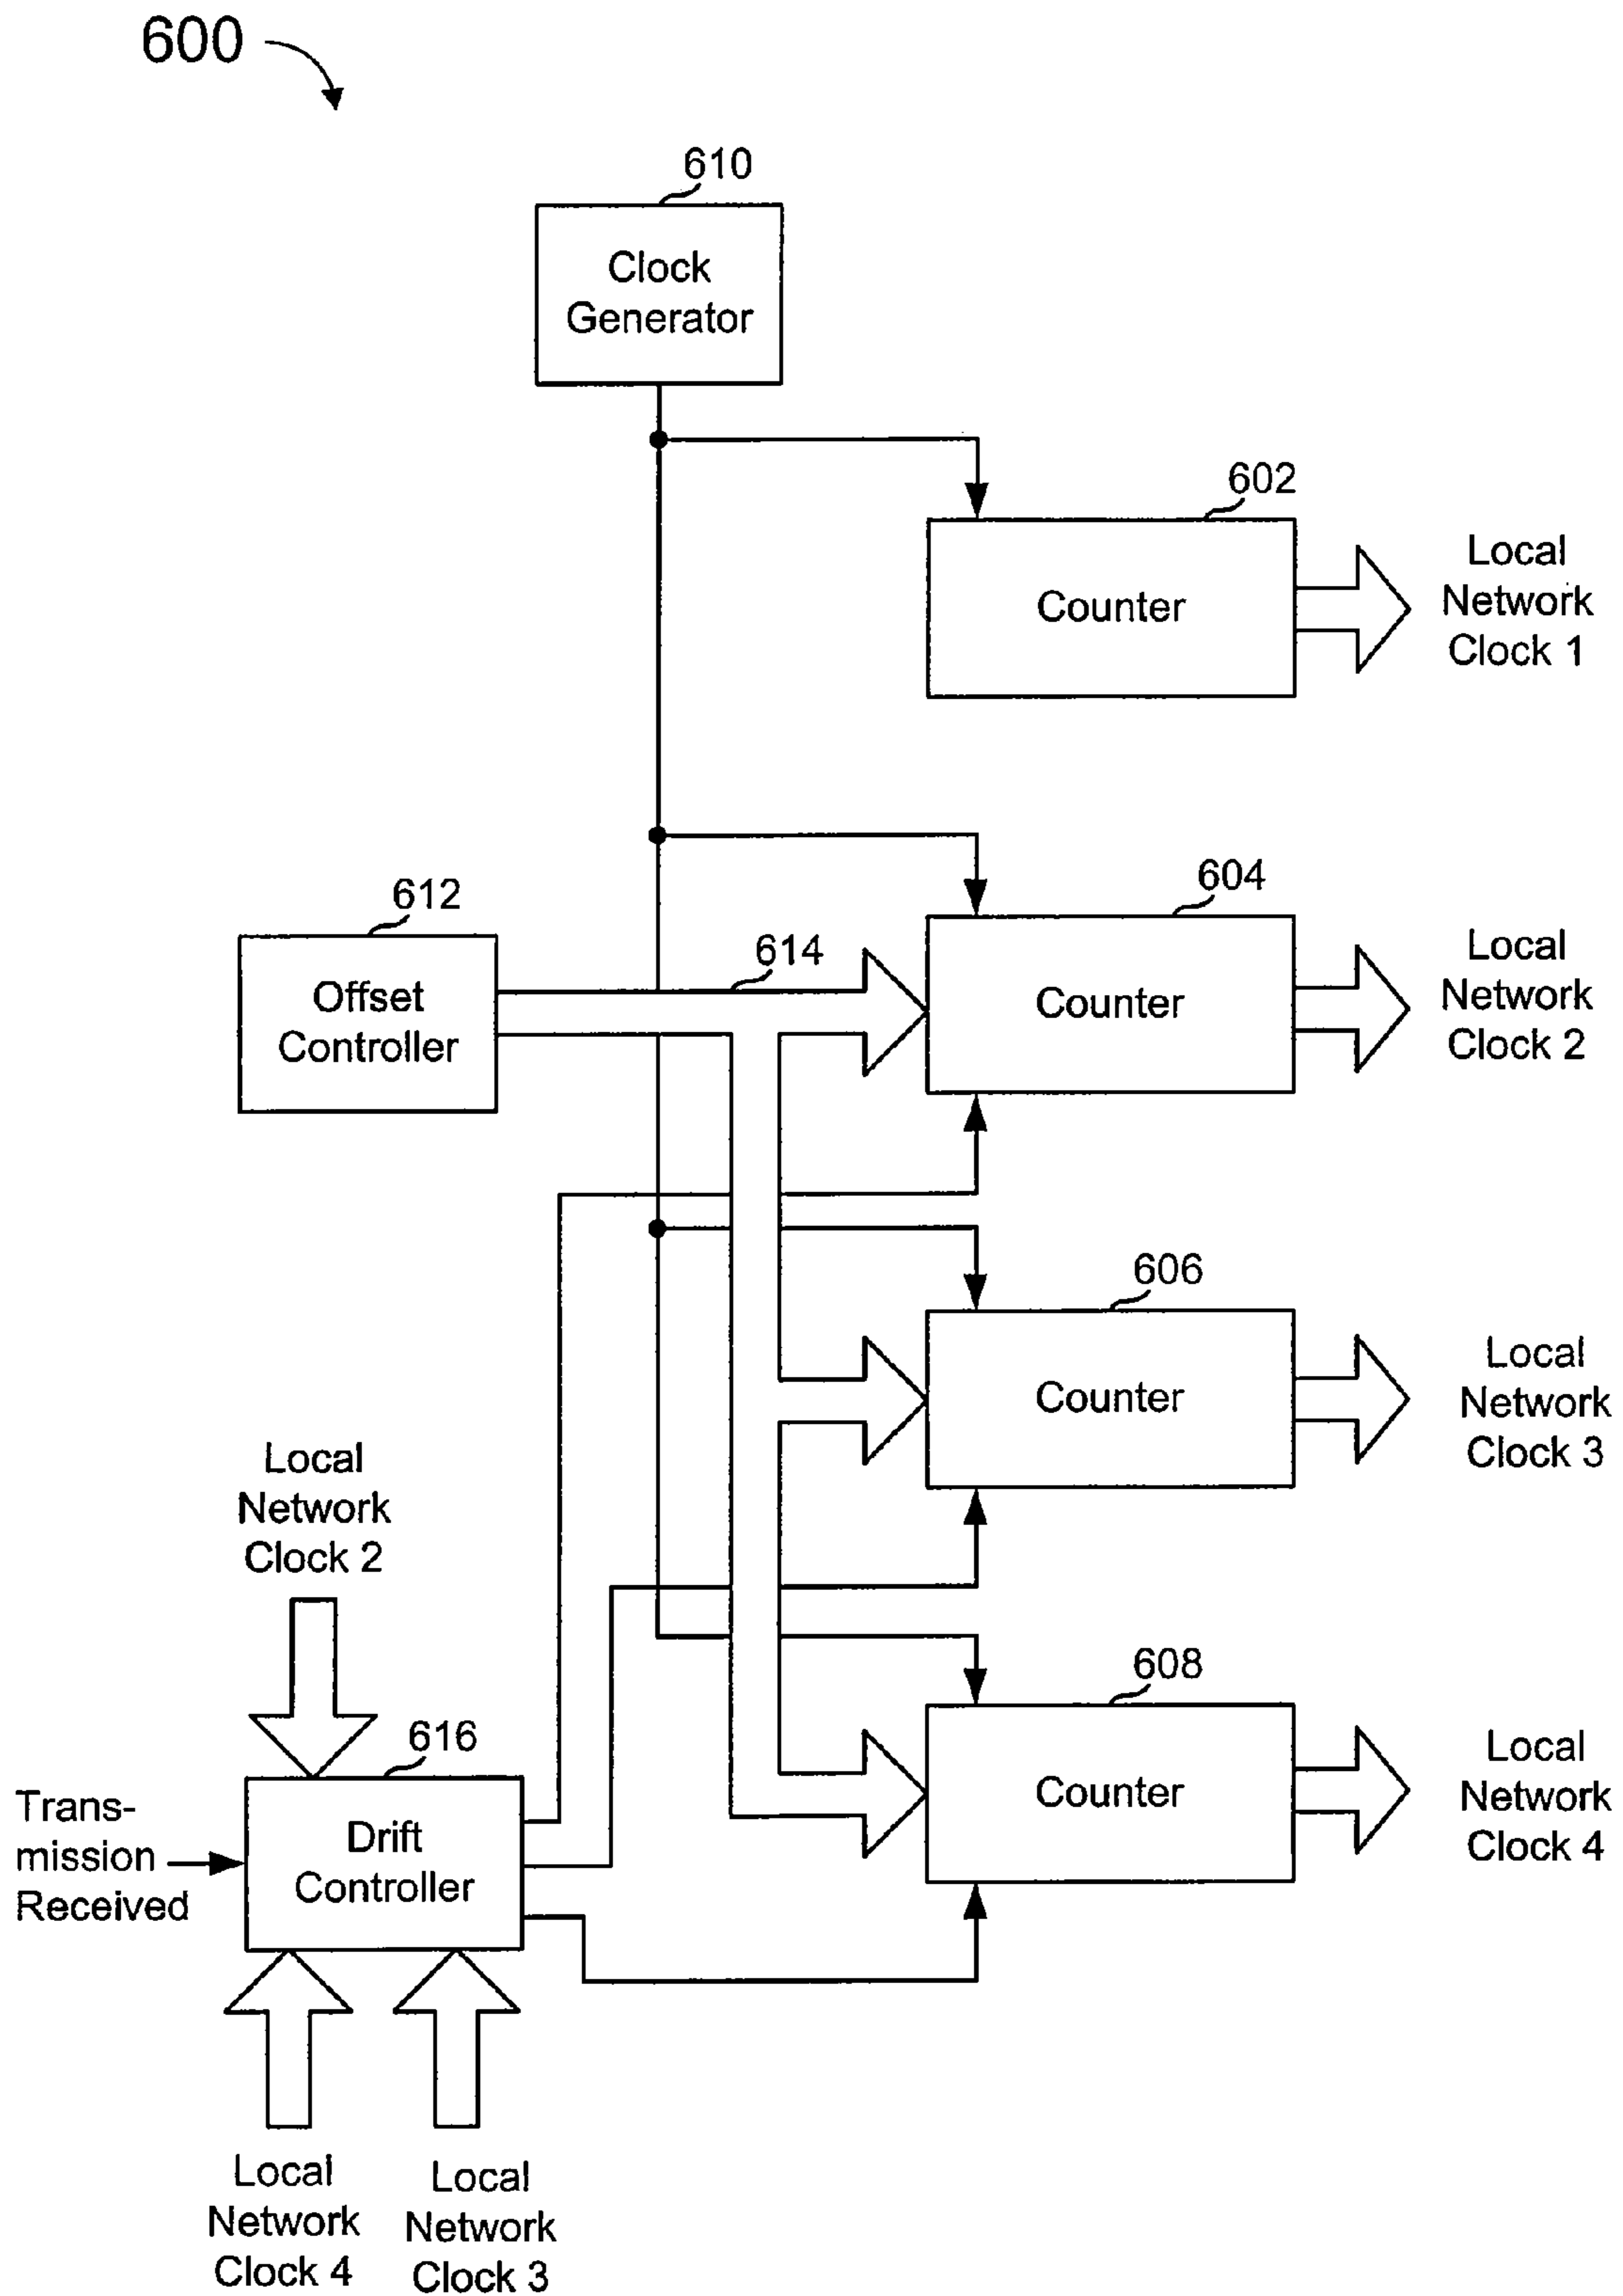 600
610
Clock
Generator
602
Counter
Local
Network
Clock 1
604
Counter
Local
Network
Clock 2
612
Offset
Controller
614
606
Counter
Local
Network
Clock 3
Local
Network
Clock 2
608
Counter
Local
Network
Clock 4
616
Drift
Controller
Trans-
mission
Received
Local
Network
Clock 4
Local
Network
Clock 3